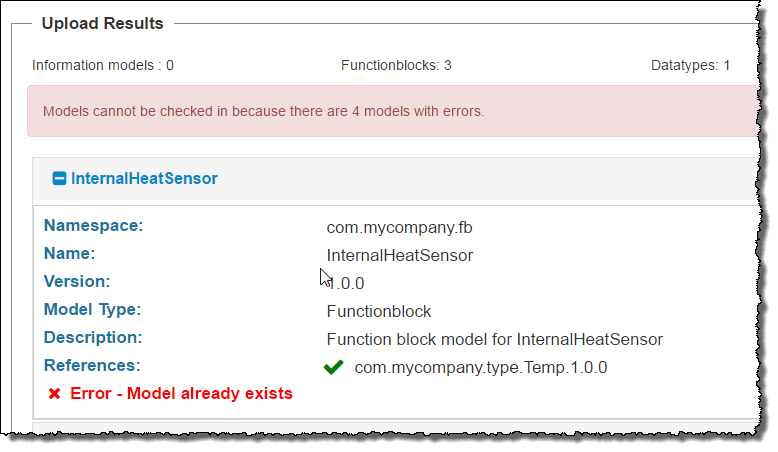 Upload Results
Information models : 0 Functionblocks: 3 Datatypes: 1
Models cannot be checked in because there are 4 models with errors.
InternalHeatSensor
Namespace: com.mycompany.fb
Name: InternalHeatSensor
Version: 1.0.0
Model Type: Functionblock
Description: Function block model for InternalHeatSensor
References: com.mycompany.type.Temp.1.0.0
Error - Model already exists